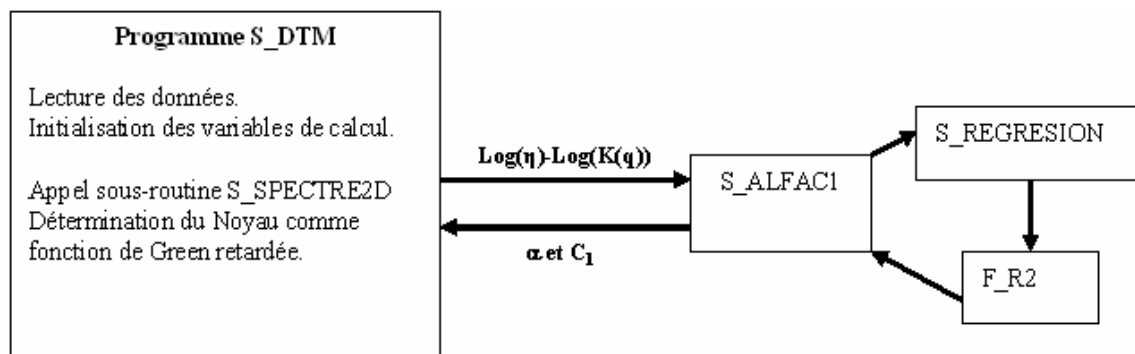 Programme S_DTM
Lecture des données.
Initialisation des variables de calcul.
Appel sous-routine S_SPECTRE2D
Détermination du Noyau comme
fonction de Green retardée.
Log(η)-Log(K(q))
α et C1
S_ALFAC1
S_REGRESION
F_R2